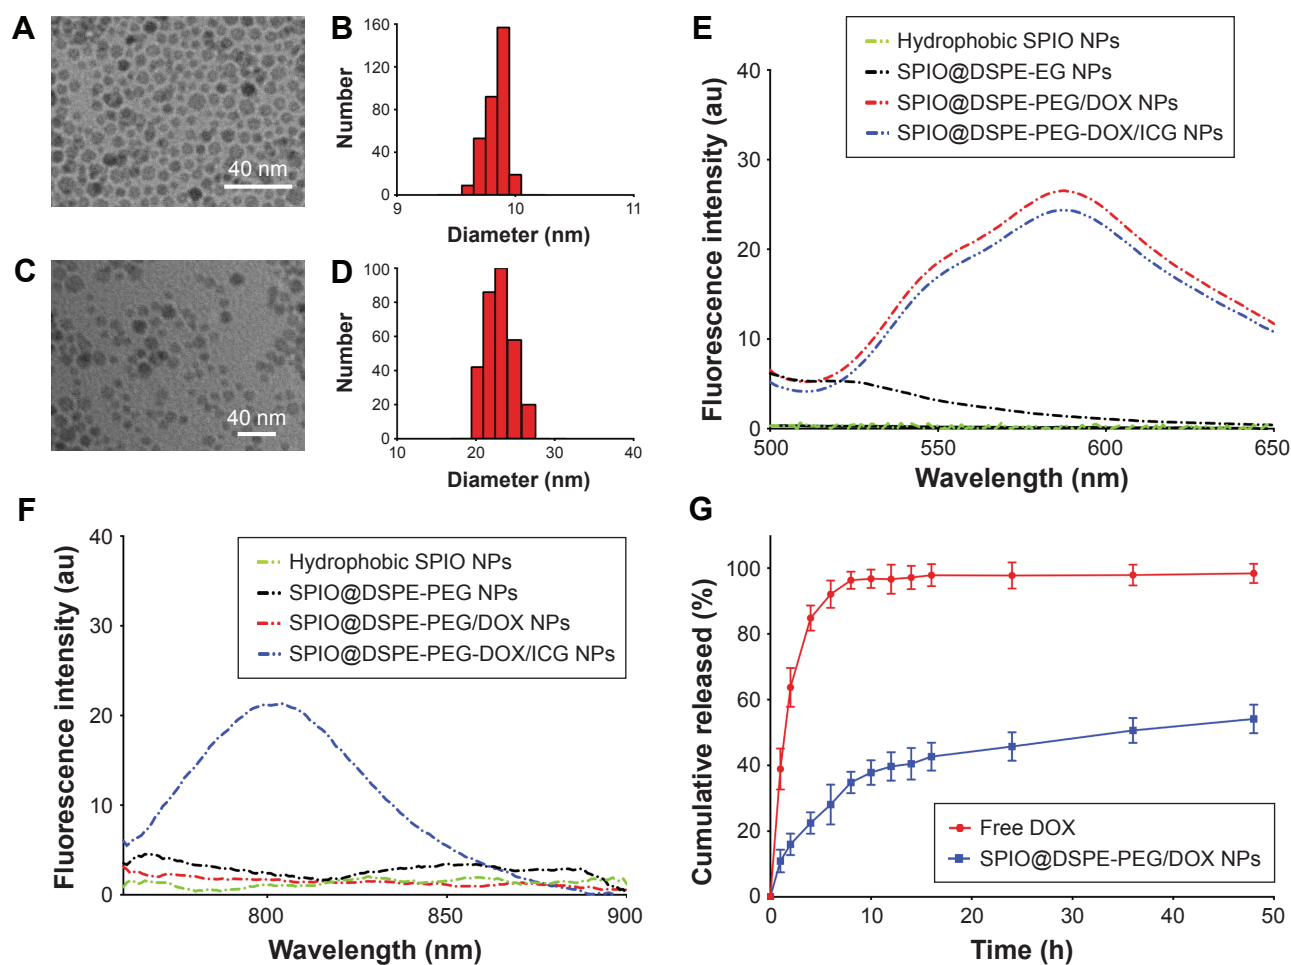 A
40 nm
B
Number
160
120
80
40
0
9
10
11
Diameter (nm)
C
40 nm
D
Number
100
80
60
40
20
0
10
20
30
40
Diameter (nm)
E
Hydrophobic SPIO NPs
SPIO@DSPE-EG NPs
SPIO@DSPE-PEG/DOX NPs
SPIO@DSPE-PEG-DOX/ICG NPs
Fluorescence intensity (au)
40
30
20
10
0
500
550
600
650
Wavelength (nm)
F
Hydrophobic SPIO NPs
SPIO@DSPE-PEG NPs
SPIO@DSPE-PEG/DOX NPs
SPIO@DSPE-PEG-DOX/ICG NPs
Fluorescence intensity (au)
40
30
20
10
0
800
850
900
Wavelength (nm)
G
Cumulative released (%)
100
80
60
40
20
0
Free DOX
SPIO@DSPE-PEG/DOX NPs
0
10
20
30
40
50
Time (h)